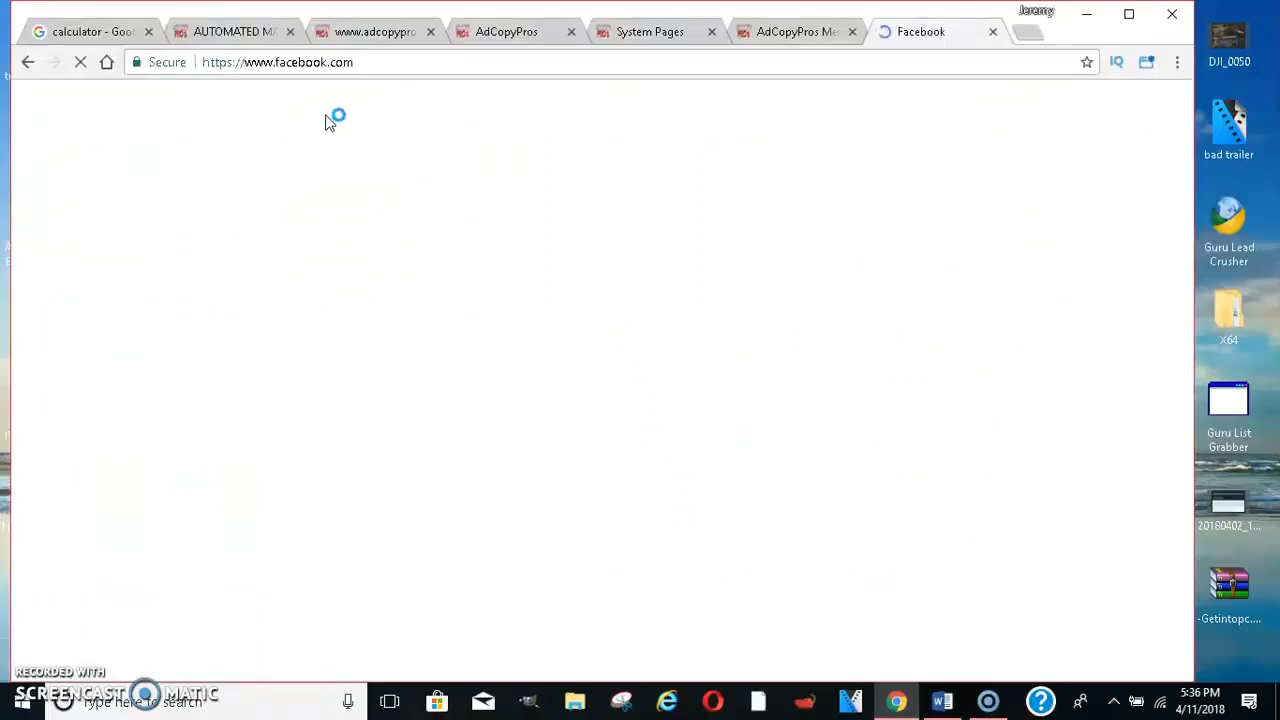 Jeremy
calculator - Goo
AUTOMATED MA
www.adcopypro
AdCopyPros
System Pages
AdCopyPros Me
Facebook
Secure
https://www.facebook.com
IQ
DJI_0050
bad trailer
Guru Lead
Crusher
X64
Guru List
Grabber
20180402_1...
-Getintopc....
RECORDED WITH
SCREENCAST MATIC
Type here to search
5:36 PM
4/11/2018